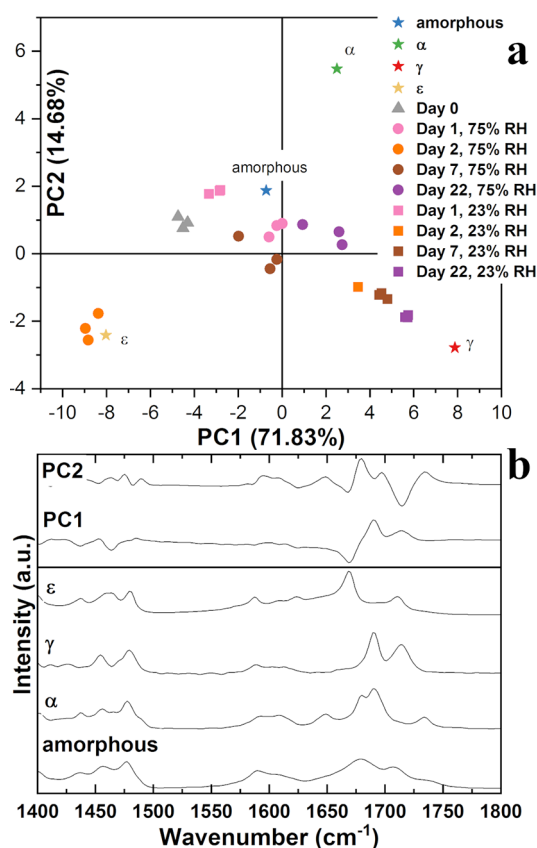 a
amorphous
α
γ
ε
Day 0
Day 1, 75% RH
Day 2, 75% RH
Day 7, 75% RH
Day 22, 75% RH
Day 1, 23% RH
Day 2, 23% RH
Day 7, 23% RH
Day 22, 23% RH
PC2 (14.68%)
6
4
2
0
-2
-4
α
amorphous
ε
γ
-10 -8 -6 -4 -2 0 2 4 6 8 10
PC1 (71.83%)
b
PC2
PC1
ε
γ
α
amorphous
Intensity (a.u.)
1400 1450 1500 1550 1600 1650 1700 1750 1800
Wavenumber (cm⁻¹)